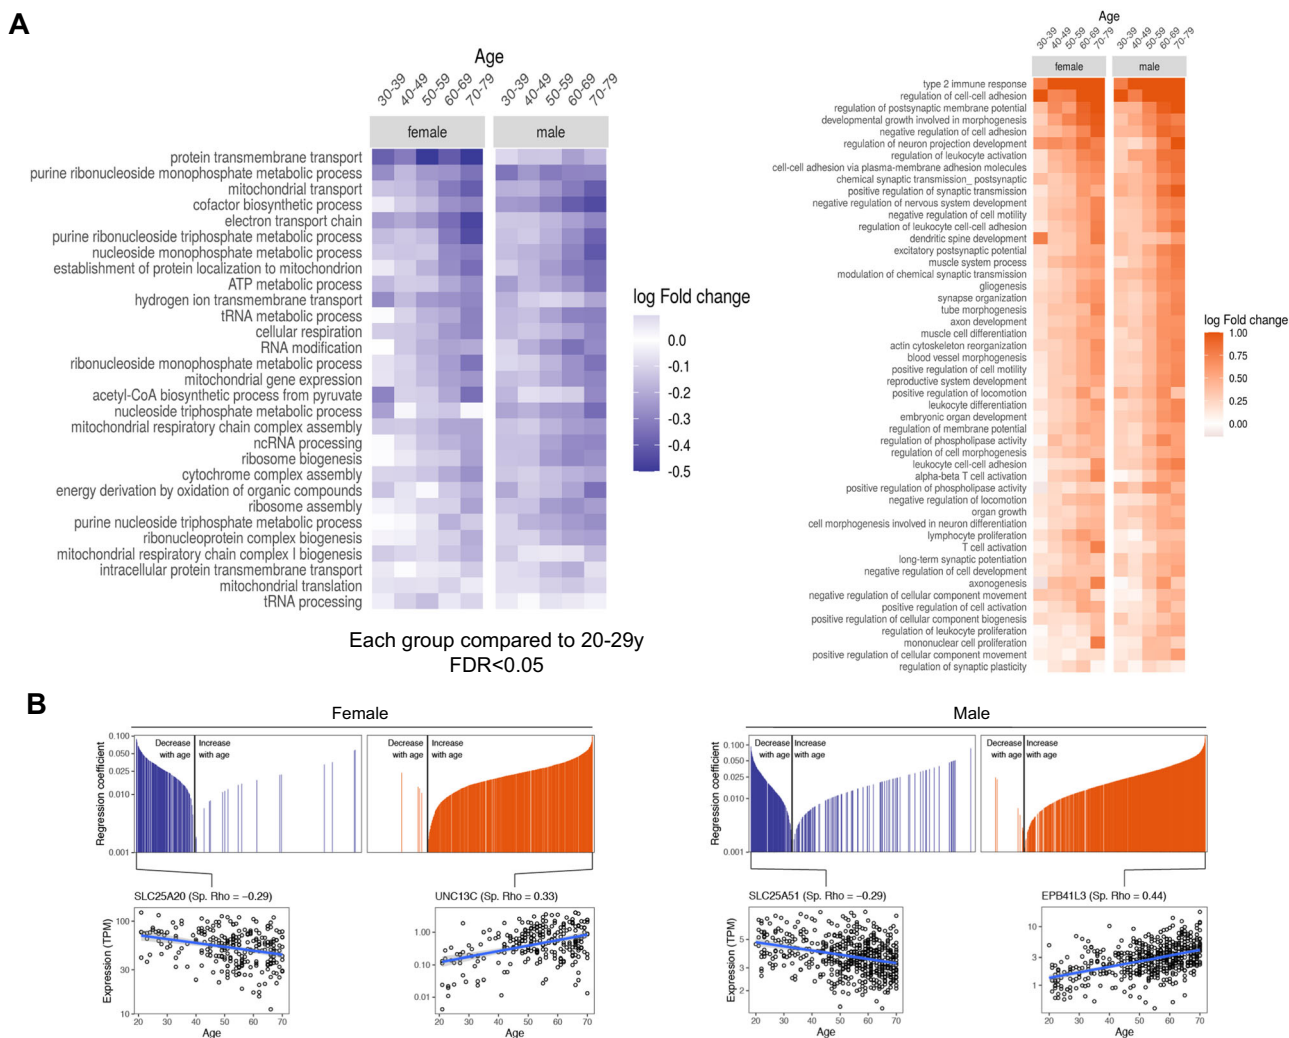 A
Age
30-39 40-49 50-59 60-69 70-79 30-39 40-49 50-59 60-69 70-79
female male
protein transmembrane transport
purine ribonucleoside monophosphate metabolic process
mitochondrial transport
cofactor biosynthetic process
electron transport chain
purine ribonucleoside triphosphate metabolic process
nucleoside monophosphate metabolic process
establishment of protein localization to mitochondrion
ATP metabolic process
hydrogen ion transmembrane transport
tRNA metabolic process
cellular respiration
RNA modification
ribonucleoside monophosphate metabolic process
mitochondrial gene expression
acetyl-CoA biosynthetic process from pyruvate
nucleoside triphosphate metabolic process
mitochondrial respiratory chain complex assembly
ncRNA processing
ribosome biogenesis
cytochrome complex assembly
energy derivation by oxidation of organic compounds
ribosome assembly
purine nucleoside triphosphate metabolic process
ribonucleoprotein complex biogenesis
mitochondrial respiratory chain complex I biogenesis
intracellular protein transmembrane transport
mitochondrial translation
tRNA processing
log Fold change
0.0
-0.1
-0.2
-0.3
-0.4
-0.5
Each group compared to 20-29y
FDR<0.05
Age
30-39 40-49 50-59 60-69 70-79 30-39 40-49 50-59 60-69 70-79
female male
type 2 immune response
regulation of cell-cell adhesion
regulation of postsynaptic membrane potential
developmental growth involved in morphogenesis
negative regulation of cell adhesion
regulation of neuron projection development
regulation of leukocyte activation
cell-cell adhesion via plasma-membrane adhesion molecules
chemical synaptic transmission_ postsynaptic
positive regulation of synaptic transmission
negative regulation of nervous system development
negative regulation of cell motility
regulation of leukocyte cell-cell adhesion
dendritic spine development
excitatory postsynaptic potential
muscle system process
modulation of chemical synaptic transmission
gliogenesis
synapse organization
tube morphogenesis
axon development
muscle cell differentiation
actin cytoskeleton reorganization
blood vessel morphogenesis
positive regulation of cell motility
reproductive system development
positive regulation of locomotion
leukocyte differentiation
embryonic organ development
regulation of membrane potential
regulation of phospholipase activity
regulation of cell morphogenesis
leukocyte cell-cell adhesion
alpha-beta T cell activation
positive regulation of phospholipase activity
negative regulation of locomotion
organ growth
cell morphogenesis involved in neuron differentiation
lymphocyte proliferation
T cell activation
long-term synaptic potentiation
negative regulation of cell development
axonogenesis
negative regulation of cellular component movement
positive regulation of cell activation
positive regulation of cellular component biogenesis
regulation of leukocyte proliferation
mononuclear cell proliferation
positive regulation of cellular component movement
regulation of synaptic plasticity
log Fold change
1.00
0.75
0.50
0.25
0.00
B
Female
Regression coefficient
0.100
0.050
0.025
0.010
0.001
Decrease with age
Increase with age
Decrease with age
Increase with age
SLC25A20 (Sp. Rho = −0.29)
Expression (TPM)
100
30
10
20 30 40 50 60 70
Age
UNC13C (Sp. Rho = 0.33)
1.00
0.10
0.01
20 30 40 50 60 70
Age
Male
Regression coefficient
0.100
0.050
0.025
0.010
0.001
Decrease with age
Increase with age
Decrease with age
Increase with age
SLC25A51 (Sp. Rho = −0.29)
Expression (TPM)
5
3
2
20 30 40 50 60 70
Age
EPB41L3 (Sp. Rho = 0.44)
10
3
1
20 30 40 50 60 70
Age